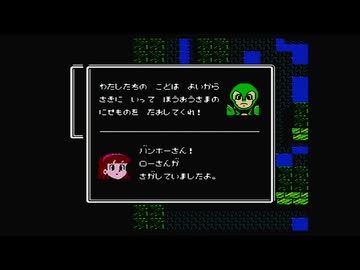 わたしたちの ことは よいから
さきに いって ほうおうさまの
にせものを たおしてくれ!
バンホーさん!
ローさんが
さがしていましたよ。